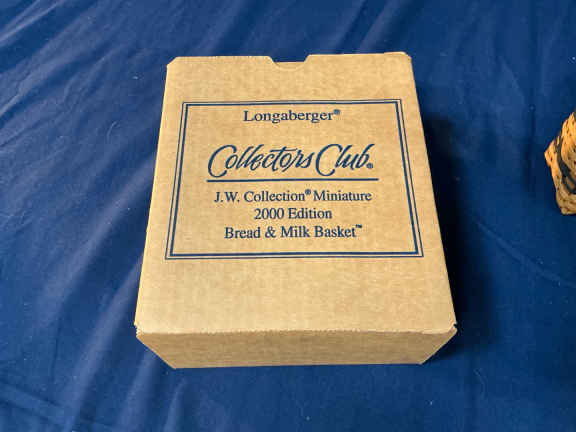 Longaberger®
Collectors Club®
J.W. Collection® Miniature
2000 Edition
Bread & Milk Basket™